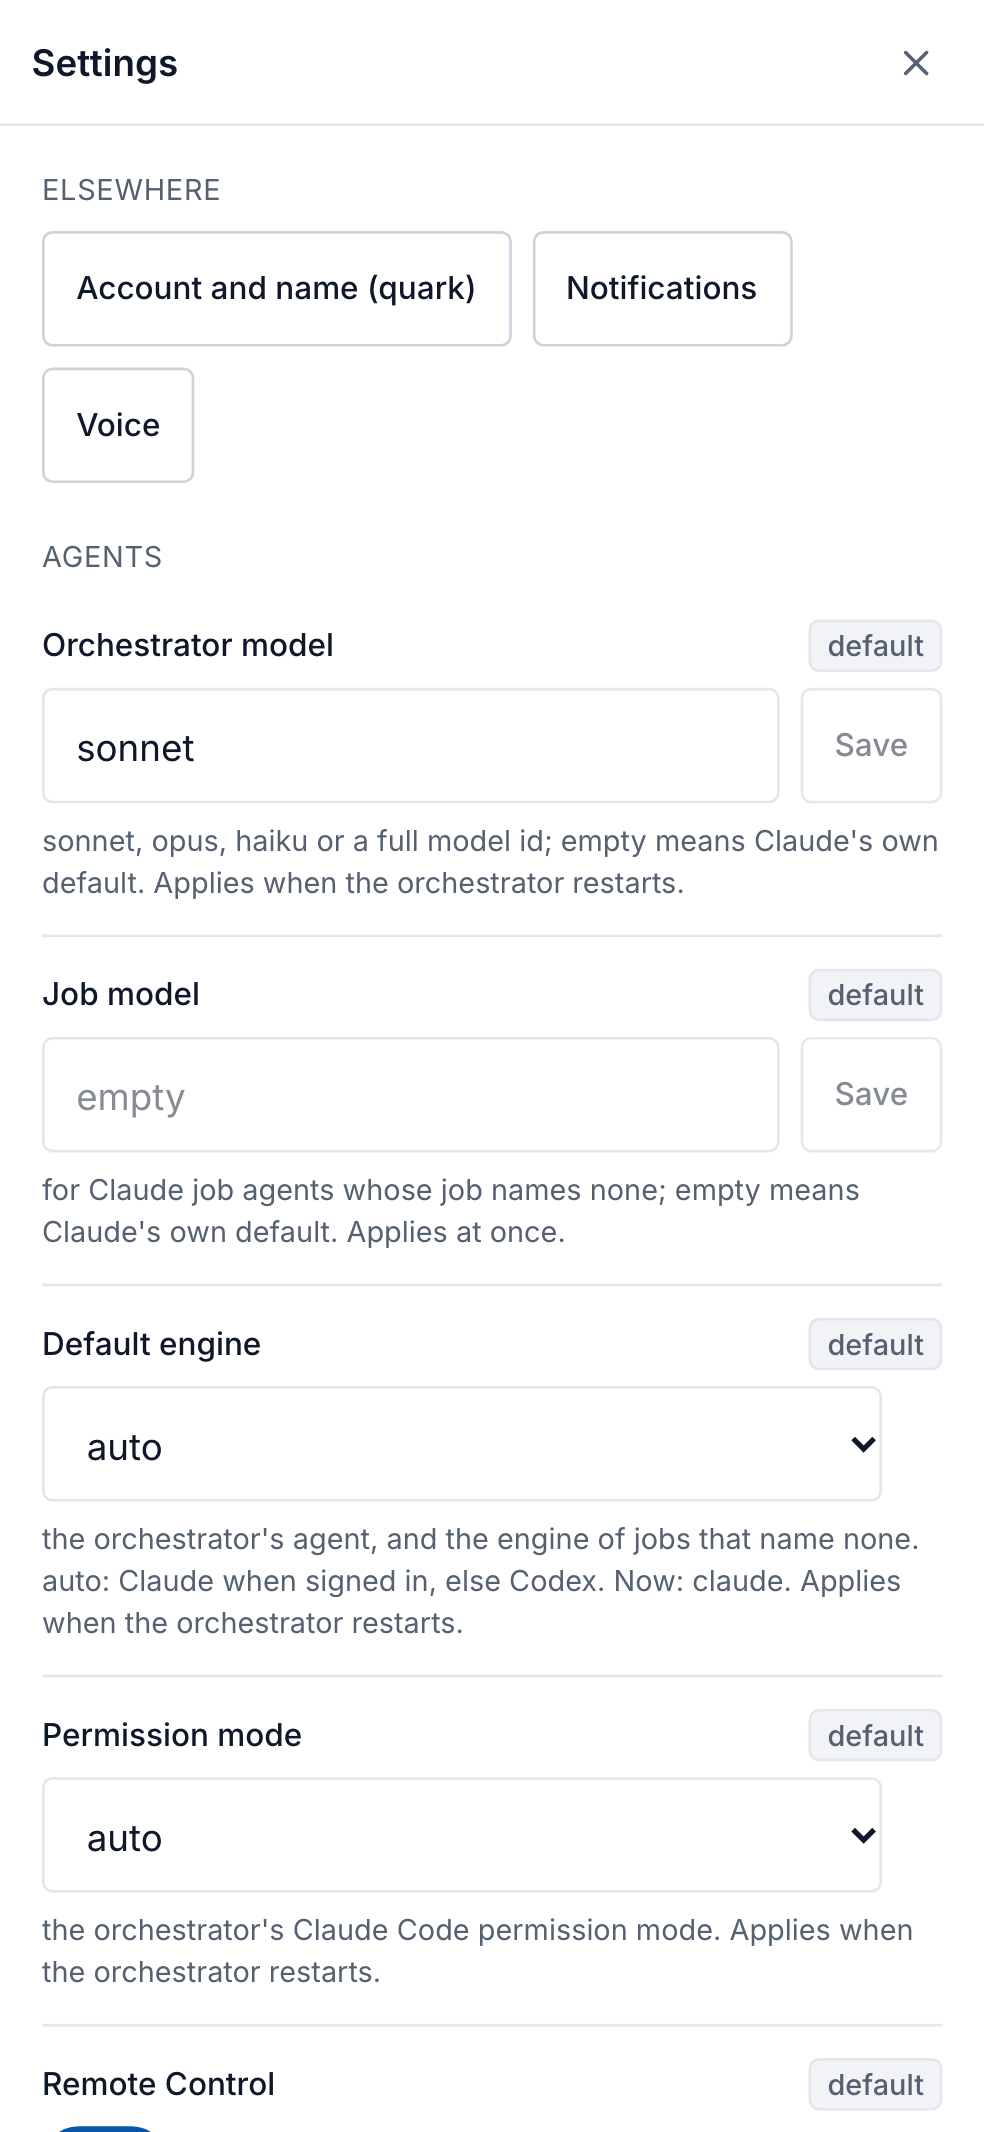 Settings
ELSEWHERE
Account and name (quark)
Notifications
Voice
AGENTS
Orchestrator model
default
sonnet
Save
sonnet, opus, haiku or a full model id; empty means Claude's own
default. Applies when the orchestrator restarts.
Job model
default
empty
Save
for Claude job agents whose job names none; empty means
Claude's own default. Applies at once.
Default engine
default
auto
the orchestrator's agent, and the engine of jobs that name none.
auto: Claude when signed in, else Codex. Now: claude. Applies
when the orchestrator restarts.
Permission mode
default
auto
the orchestrator's Claude Code permission mode. Applies when
the orchestrator restarts.
Remote Control
default